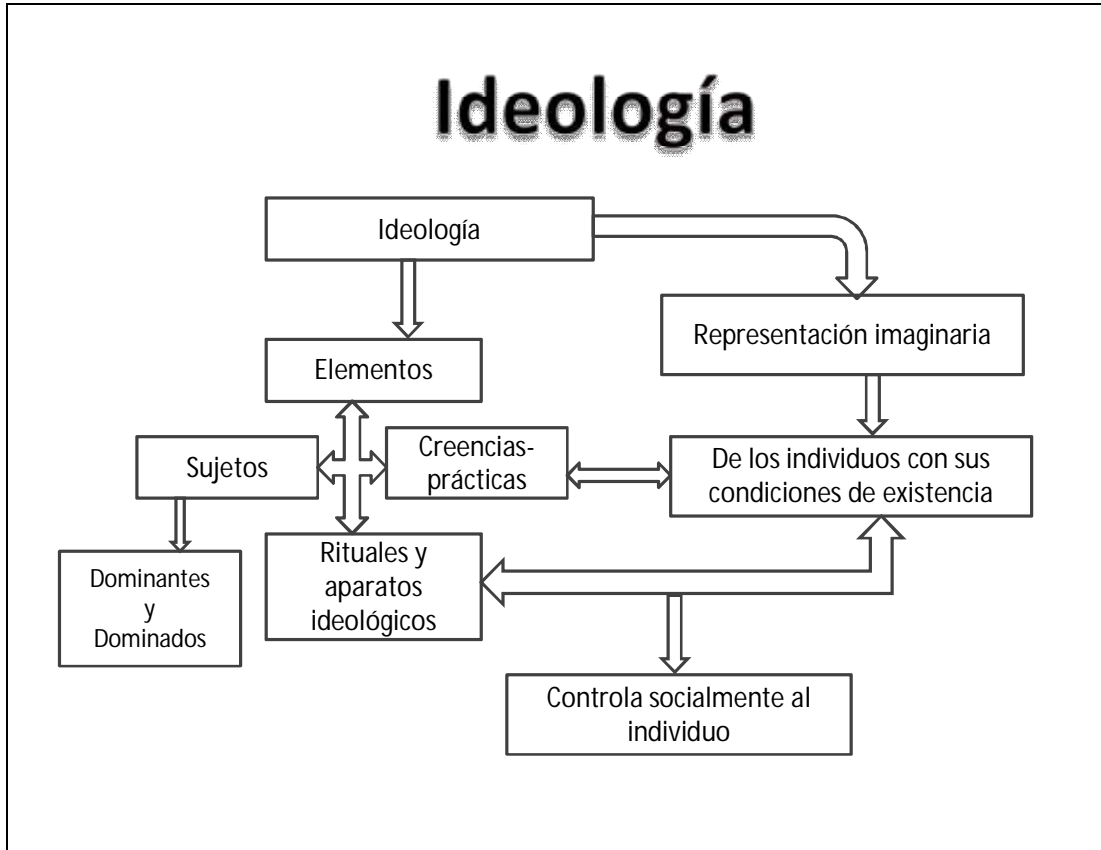 Ideología
Ideología
Representación imaginaria
Elementos
Sujetos
Creencias-
prácticas
De los individuos con sus
condiciones de existencia
Dominantes
y
Dominados
Rituales y
aparatos
ideológicos
Controla socialmente al
individuo